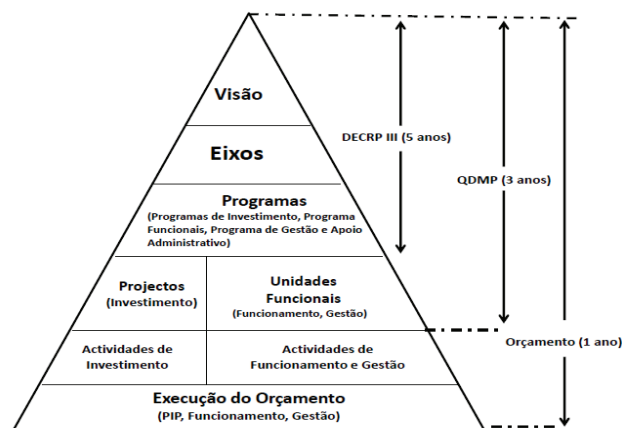 Visão
Eixos
Programas
(Programas de Investimento, Programa
Funcionais, Programa de Gestão e Apoio
Administrativo)
Projectos
(Investimento)
Unidades
Funcionais
(Funcionamento, Gestão)
Actividades de
Investimento
Actividades de
Funcionamento e Gestão
Execução do Orçamento
(PIP, Funcionamento, Gestão)
DECRP III (5 anos)
QDMP (3 anos)
Orçamento (1 ano)